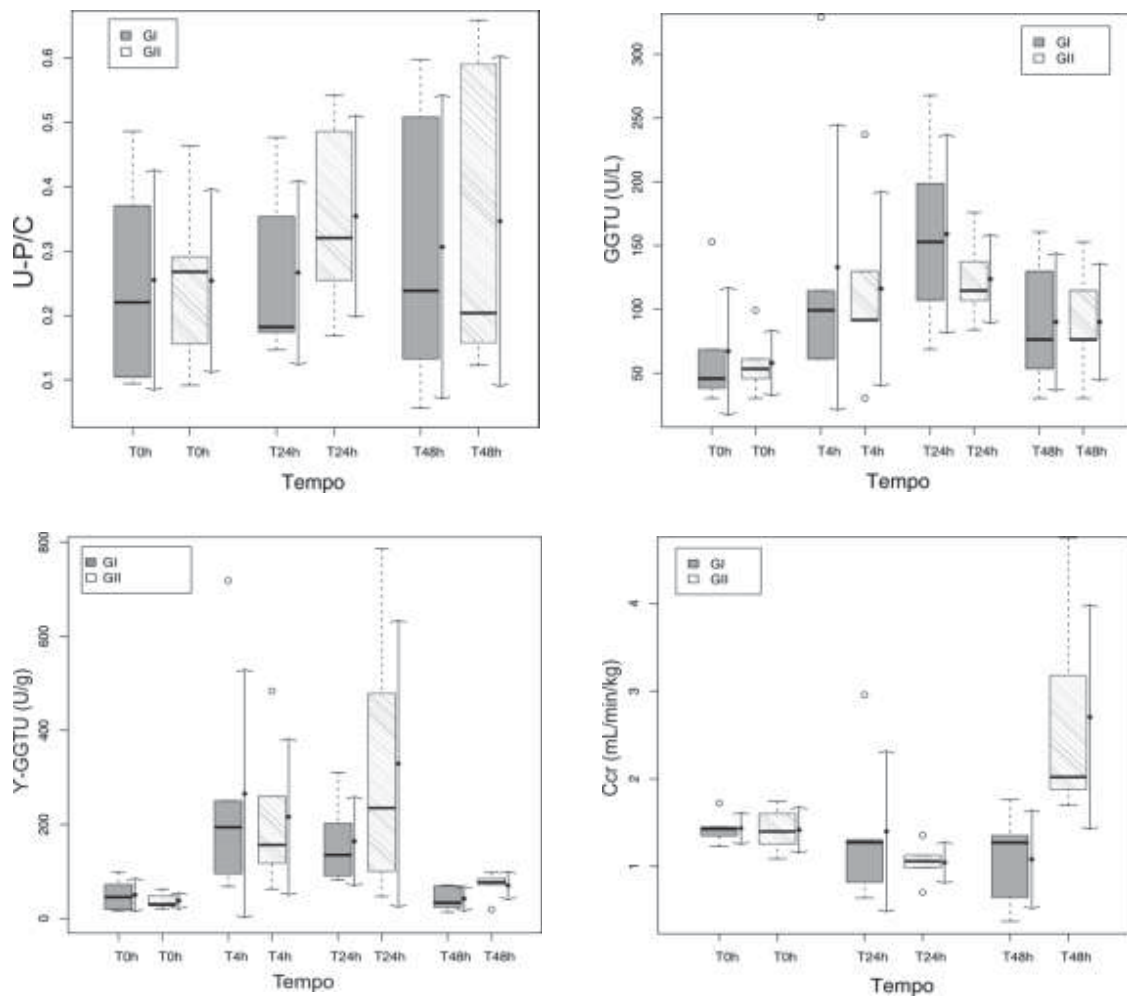 GI
GII
U-P/C
0.6
0.5
0.4
0.3
0.2
0.1
T0h T0h T24h T24h T48h T48h
Tempo
GI
GII
GGTU (U/L)
300
250
200
150
100
50
T0h T0h T4h T4h T24h T24h T48h T48h
Tempo
GI
GII
Y-GGTU (U/g)
800
600
400
200
0
T0h T0h T4h T4h T24h T24h T48h T48h
Tempo
GI
GII
Ccr (mL/min/kg)
4
3
2
1
T0h T0h T24h T24h T48h T48h
Tempo